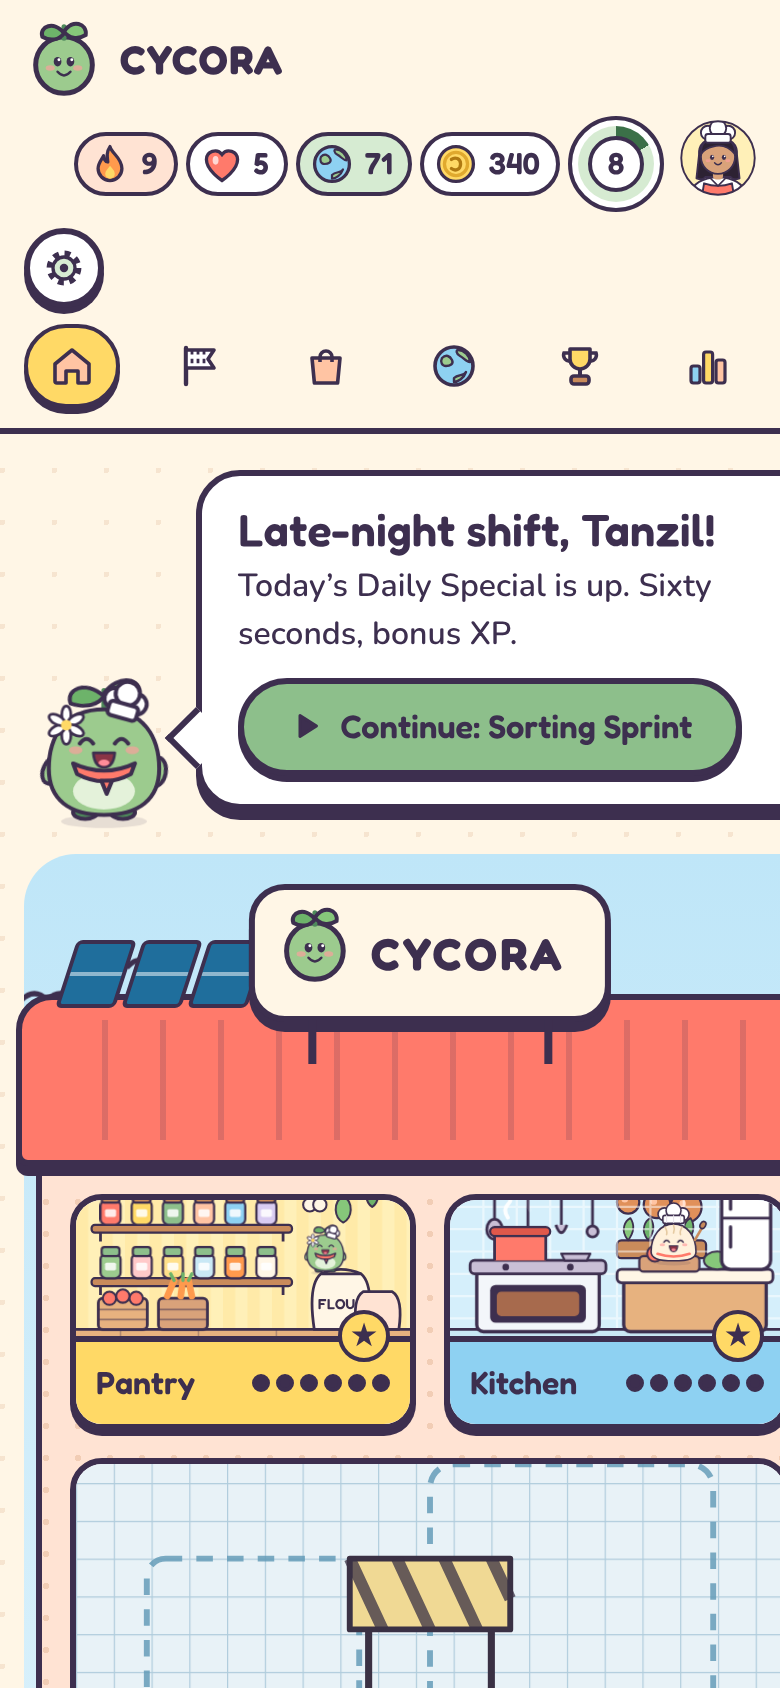 CYCORA
9
5
71
340
8
Late-night shift, Tanzil!
Today’s Daily Special is up. Sixty
seconds, bonus XP.
Continue: Sorting Sprint
CYCORA
FLOU
Pantry
Kitchen